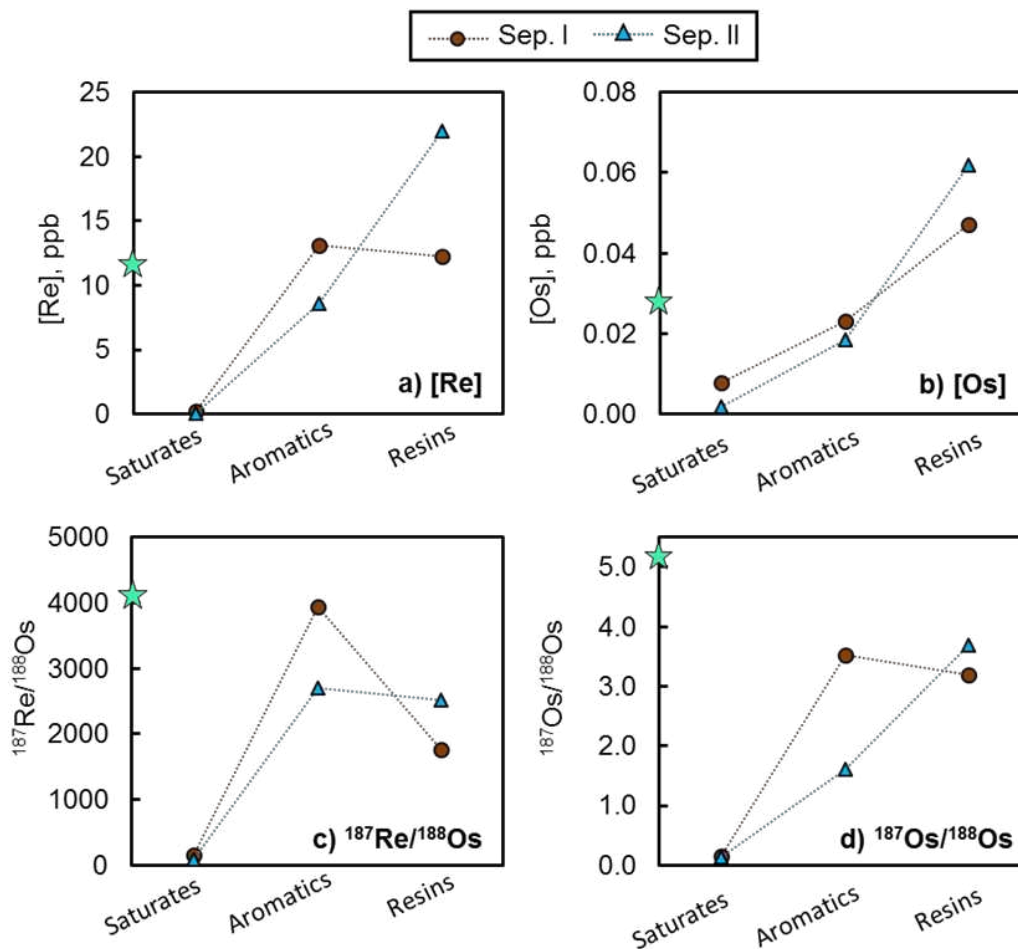 Sep. I Sep. II
[Re], ppb
25
20
15
10
5
0
a) [Re]
Saturates
Aromatics
Resins
[Os], ppb
0.08
0.06
0.04
0.02
0.00
b) [Os]
Saturates
Aromatics
Resins
¹⁸⁷Re/¹⁸⁸Os
5000
4000
3000
2000
1000
0
c) ¹⁸⁷Re/¹⁸⁸Os
Saturates
Aromatics
Resins
¹⁸⁷Os/¹⁸⁸Os
5.0
4.0
3.0
2.0
1.0
0.0
d) ¹⁸⁷Os/¹⁸⁸Os
Saturates
Aromatics
Resins